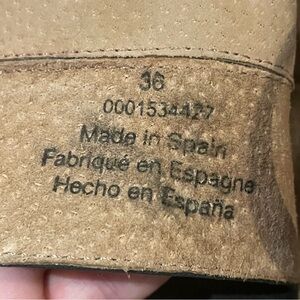 36
0001534427
Made in Spain
Fabriqué en Espagne
Hecho en España